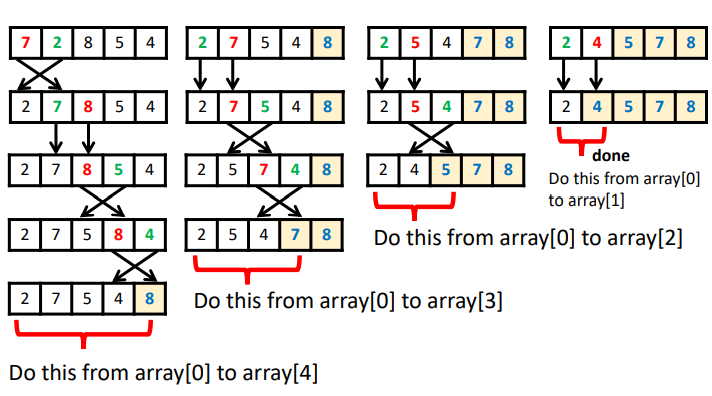 7 2 8 5 4
2 7 8 5 4
2 7 8 5 4
2 7 5 8 4
2 7 5 4 8
Do this from array[0] to array[4]
2 7 5 4 8
2 7 5 4 8
2 5 7 4 8
2 5 4 7 8
Do this from array[0] to array[3]
2 5 4 7 8
2 5 4 7 8
2 4 5 7 8
Do this from array[0] to array[2]
2 4 5 7 8
2 4 5 7 8
done
Do this from array[0]
to array[1]